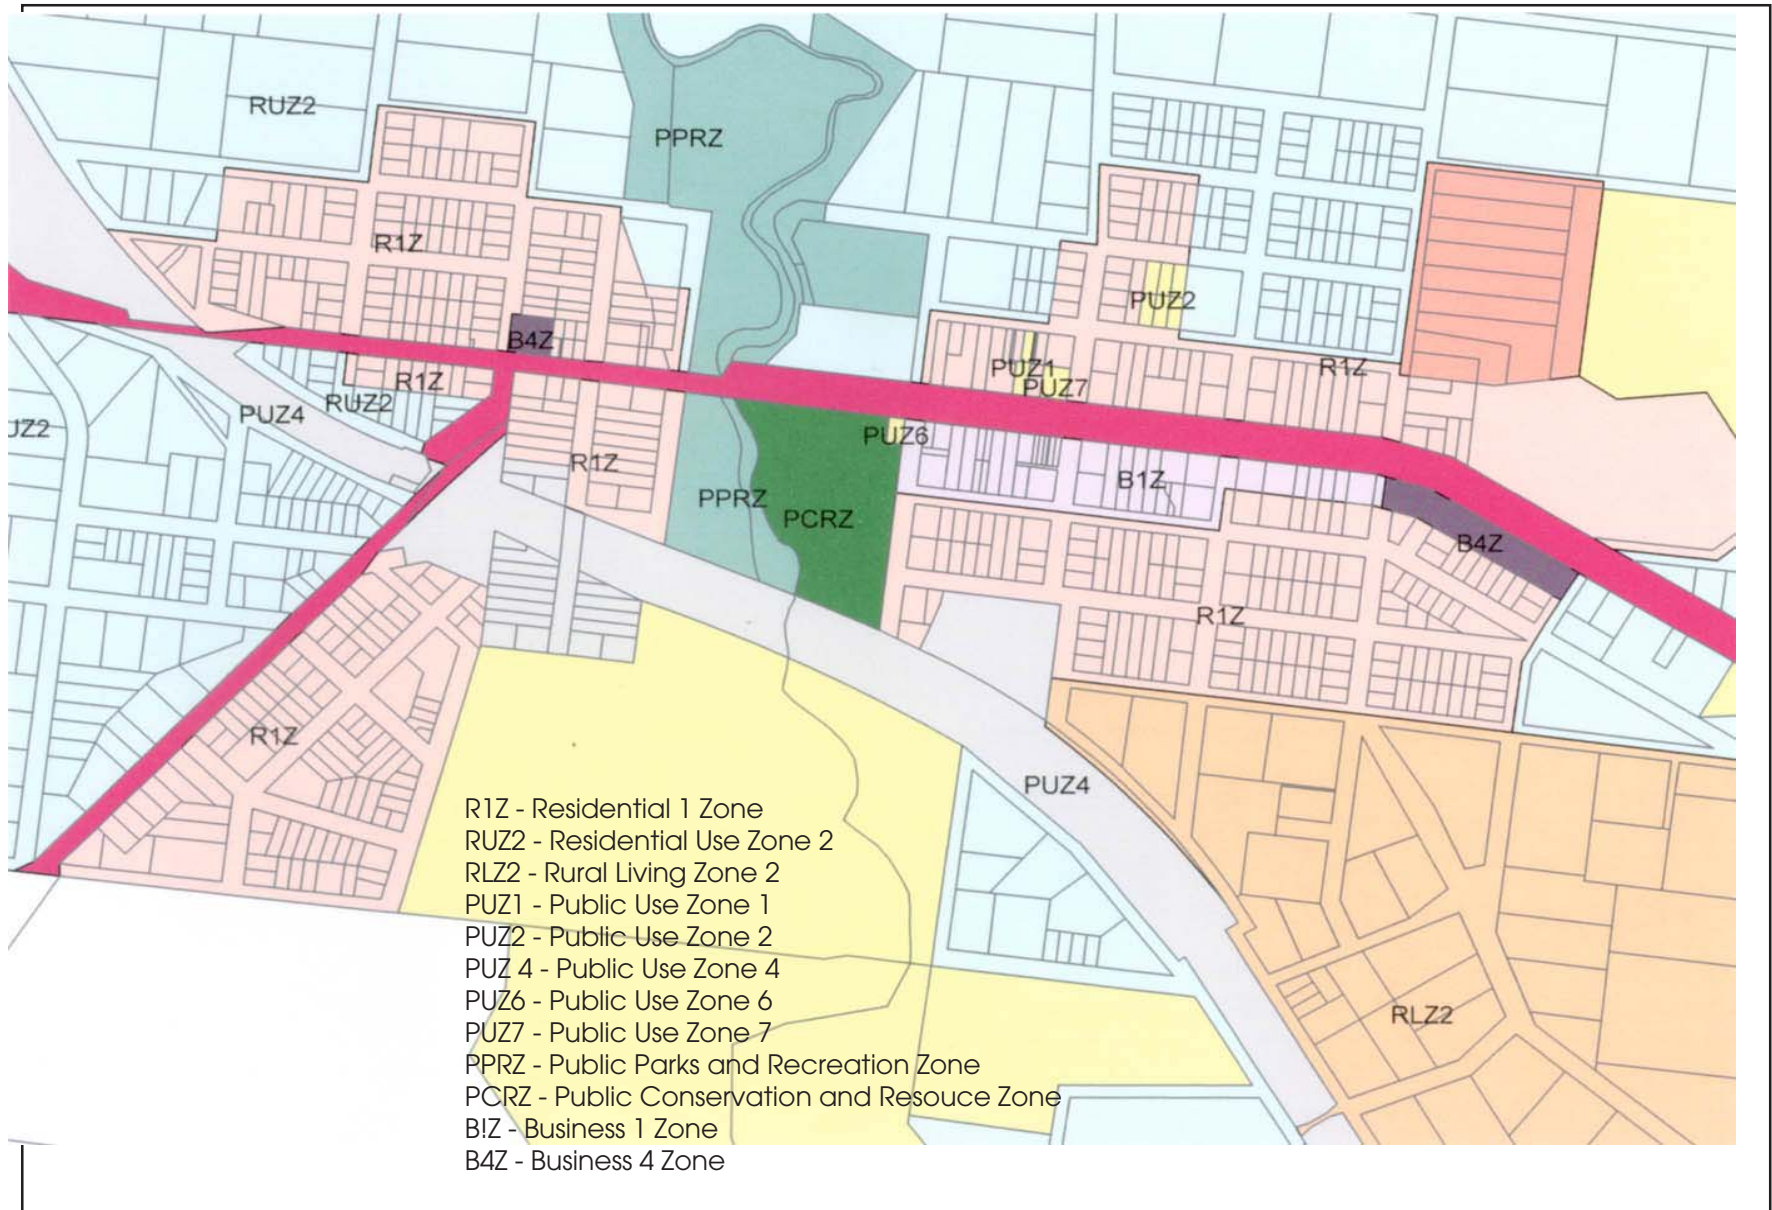 RUZ2
PPRZ
R1Z
PUZ2
B4Z
PUZ1
R1Z
R1Z
PUZ7
RUZ2
PUZ4
JZ2
PUZ6
R1Z
B1Z
PPRZ
PCRZ
B4Z
R1Z
R1Z
PUZ4
R1Z - Residential 1 Zone
RUZ2 - Residential Use Zone 2
RLZ2 - Rural Living Zone 2
PUZ1 - Public Use Zone 1
PUZ2 - Public Use Zone 2
PUZ 4 - Public Use Zone 4
PUZ6 - Public Use Zone 6
PUZ7 - Public Use Zone 7
RLZ2
PPRZ - Public Parks and Recreation Zone
PCRZ - Public Conservation and Resouce Zone
B!Z - Business 1 Zone
B4Z - Business 4 Zone